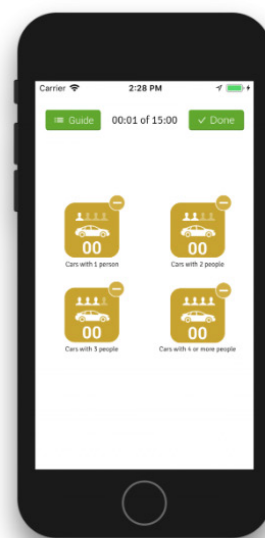 Carrier 2:28 PM
Guide 00:01 of 15:00 Done
00 00
Cars with 1 person Cars with 2 people
00 00
Cars with 3 people Cars with 4 or more people